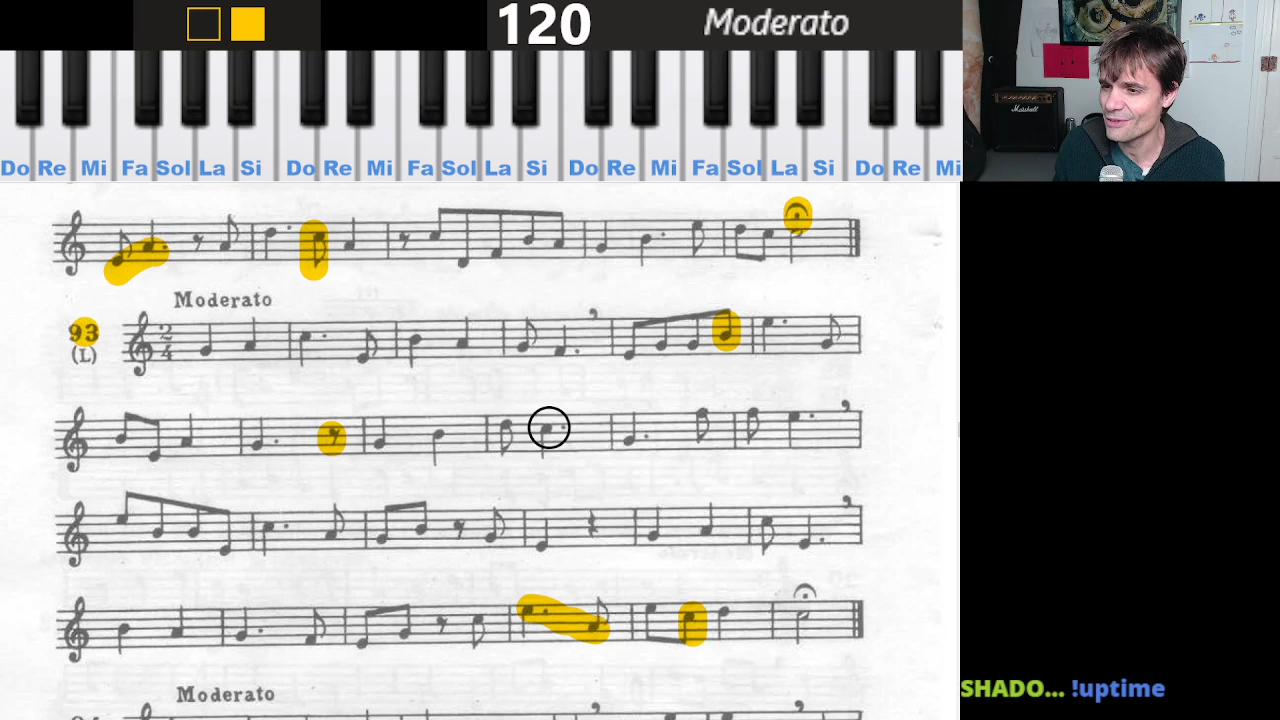 120 Moderato
Marshall
Do Re Mi Fa Sol La Si Do Re Mi Fa Sol La Si Do Re Mi Fa Sol La Si Do Re Mi
Moderato
93
(L)
2
4
SHADO... !uptime
Moderato